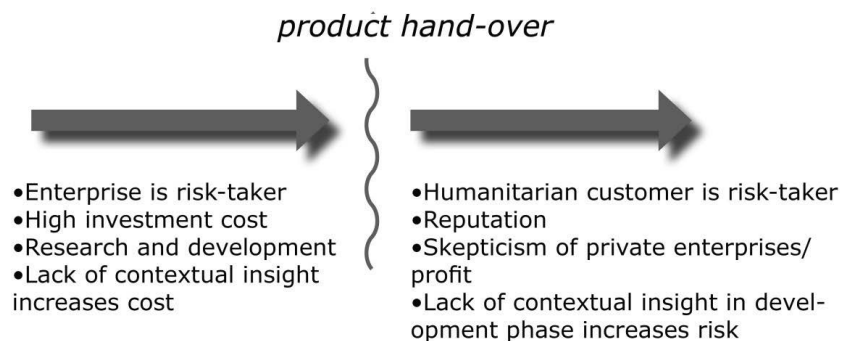 product hand-over
•Enterprise is risk-taker
•High investment cost
•Research and development
•Lack of contextual insight
increases cost
•Humanitarian customer is risk-taker
•Reputation
•Skepticism of private enterprises/
profit
•Lack of contextual insight in devel-
opment phase increases risk